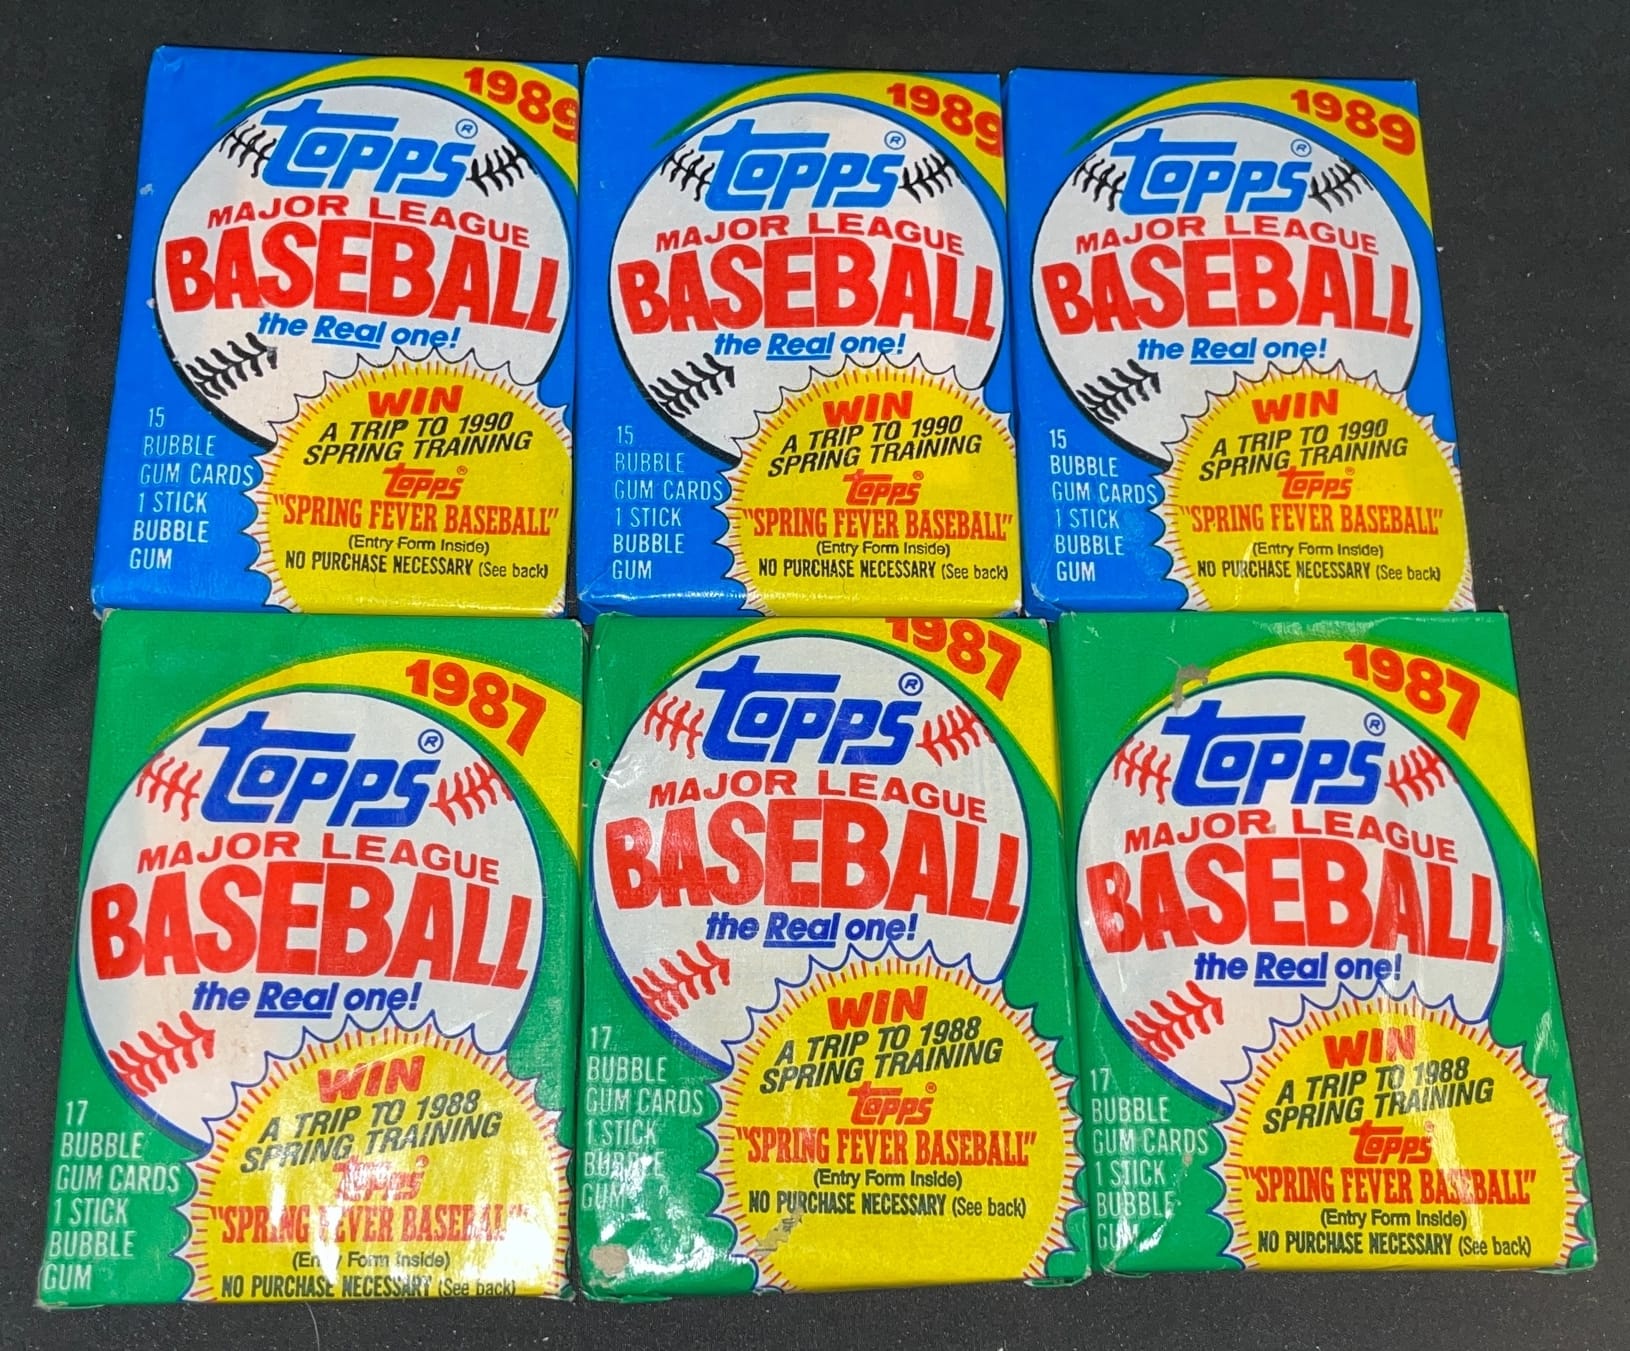 1989
Topps®
MAJOR LEAGUE
BASEBALL
the Real one!
15
BUBBLE
GUM CARDS
1 STICK
BUBBLE
GUM
WIN
A TRIP TO 1990
SPRING TRAINING
Topps®
"SPRING FEVER BASEBALL"
(Entry Form Inside)
NO PURCHASE NECESSARY (See back)
1989
Topps®
MAJOR LEAGUE
BASEBALL
the Real one!
15
BUBBLE
GUM CARDS
1 STICK
BUBBLE
GUM
WIN
A TRIP TO 1990
SPRING TRAINING
Topps®
"SPRING FEVER BASEBALL"
(Entry Form Inside)
NO PURCHASE NECESSARY (See back)
1989
Topps®
MAJOR LEAGUE
BASEBALL
the Real one!
15
BUBBLE
GUM CARDS
1 STICK
BUBBLE
GUM
WIN
A TRIP TO 1990
SPRING TRAINING
Topps®
"SPRING FEVER BASEBALL"
(Entry Form Inside)
NO PURCHASE NECESSARY (See back)
1987
Topps®
MAJOR LEAGUE
BASEBALL
the Real one!
17
BUBBLE
GUM CARDS
1 STICK
BUBBLE
GUM
WIN
A TRIP TO 1988
SPRING TRAINING
Topps®
"SPRING FEVER BASEBALL"
(Entry Form Inside)
NO PURCHASE NECESSARY (See back)
1987
Topps®
MAJOR LEAGUE
BASEBALL
the Real one!
17
BUBBLE
GUM CARDS
1 STICK
BUBBLE
GUM
WIN
A TRIP TO 1988
SPRING TRAINING
Topps®
"SPRING FEVER BASEBALL"
(Entry Form Inside)
NO PURCHASE NECESSARY (See back)
1987
Topps®
MAJOR LEAGUE
BASEBALL
the Real one!
17
BUBBLE
GUM CARDS
1 STICK
BUBBLE
GUM
WIN
A TRIP TO 1988
SPRING TRAINING
Topps®
"SPRING FEVER BASEBALL"
(Entry Form Inside)
NO PURCHASE NECESSARY (See back)